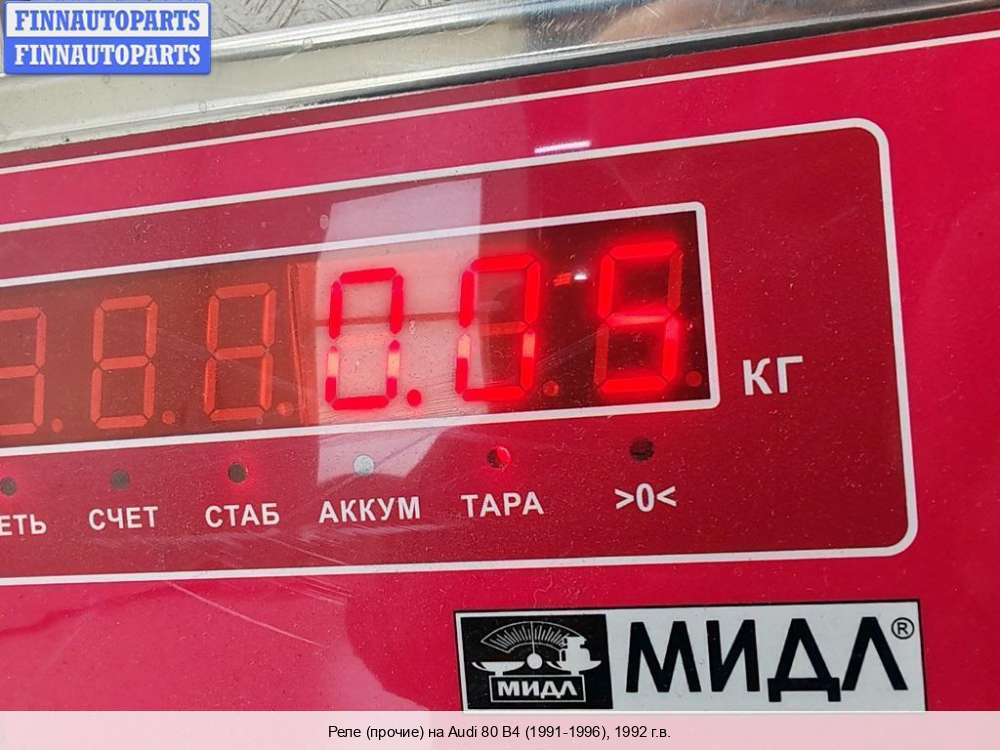 FINNAUTOPARTS
FINNAUTOPARTS
0.05
КГ
ЕТЬ СЧЕТ СТАБ АККУМ ТАРА >0<
МИДЛ МИДЛ®
Реле (прочие) на Audi 80 B4 (1991-1996), 1992 г.в.